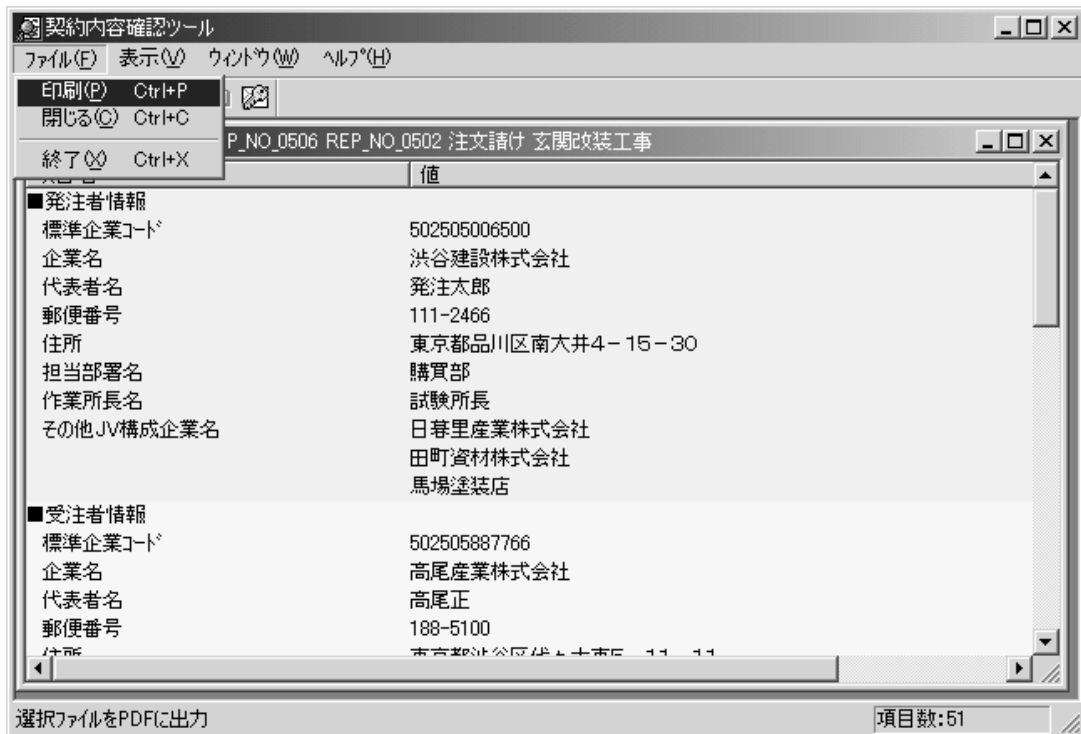 契約内容確認ツール
ファイル(F) 表示(V) ウィンドウ(W) ヘルプ(H)
印刷(P) Ctrl+P
閉じる(C) Ctrl+C
終了(X) Ctrl+X
P_NO_0506 REP_NO_0502 注文請け 玄関改装工事
値
■発注者情報
標準企業コード 502505006500
企業名 渋谷建設株式会社
代表者名 発注太郎
郵便番号 111-2466
住所 東京都品川区南大井4-15-30
担当部署名 購買部
作業所長名 試験所長
その他JV構成企業名 日暮里産業株式会社
田町資材株式会社
馬場塗装店
■受注者情報
標準企業コード 502505887766
企業名 高尾産業株式会社
代表者名 高尾正
郵便番号 188-5100
住所
選択ファイルをPDFに出力 項目数:51